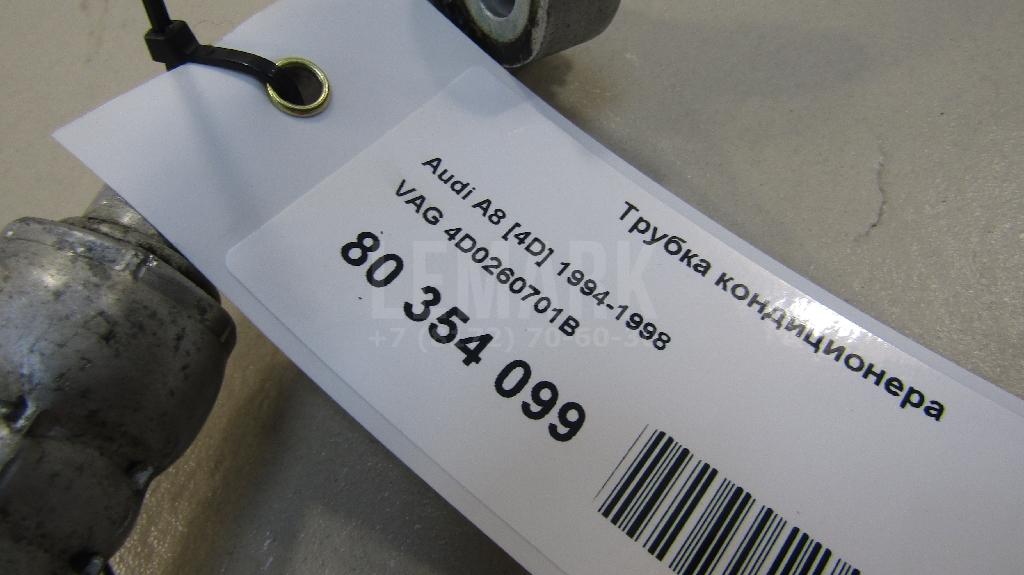 Трубка кондиционера
Audi A8 [4D] 1994-1998
VAG 4D0260701B
80 354 099